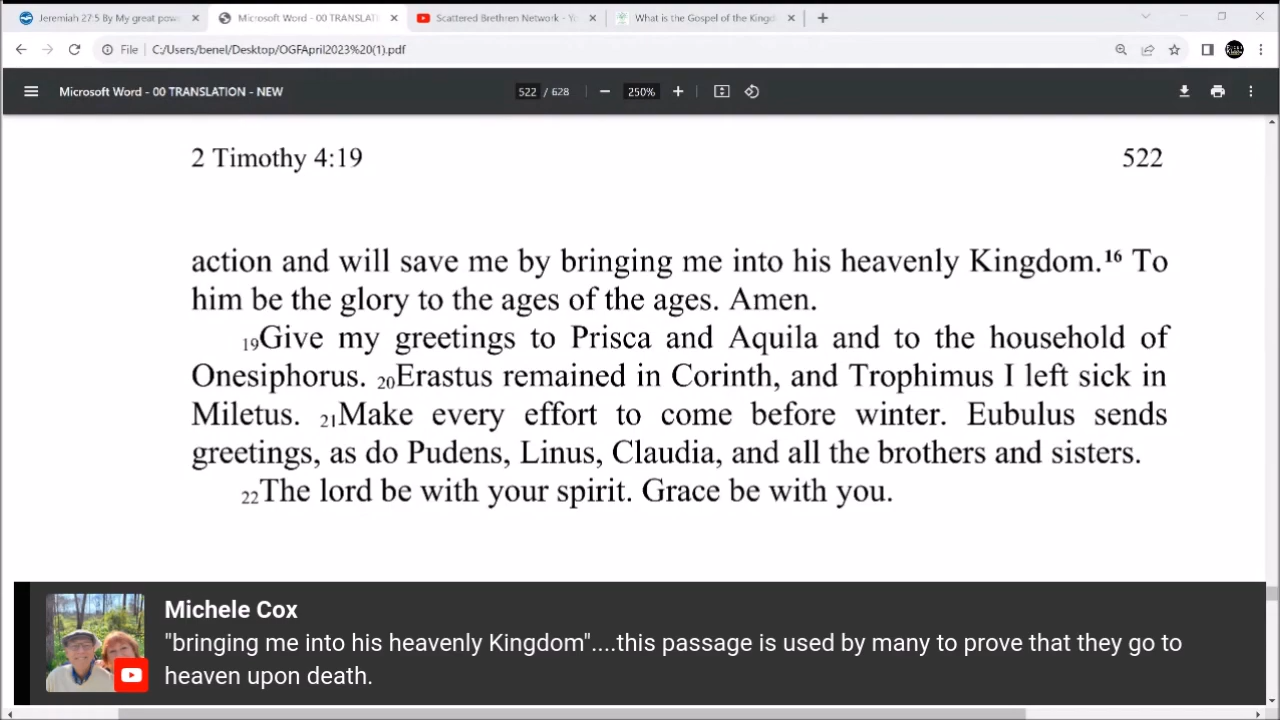 Jeremiah 27:5 By My great pow
Microsoft Word - 00 TRANSLAT
Scattered Brethren Network - Yo
What is the Gospel of the Kingd
File
C:/Users/benel/Desktop/OGFApril2023%20(1).pdf
Microsoft Word - 00 TRANSLATION - NEW
522 / 628
250%
2 Timothy 4:19
522
action and will save me by bringing me into his heavenly Kingdom.16 To
him be the glory to the ages of the ages. Amen.
19Give my greetings to Prisca and Aquila and to the household of
Onesiphorus. 20Erastus remained in Corinth, and Trophimus I left sick in
Miletus. 21Make every effort to come before winter. Eubulus sends
greetings, as do Pudens, Linus, Claudia, and all the brothers and sisters.
22The lord be with your spirit. Grace be with you.
Michele Cox
"bringing me into his heavenly Kingdom"....this passage is used by many to prove that they go to
heaven upon death.